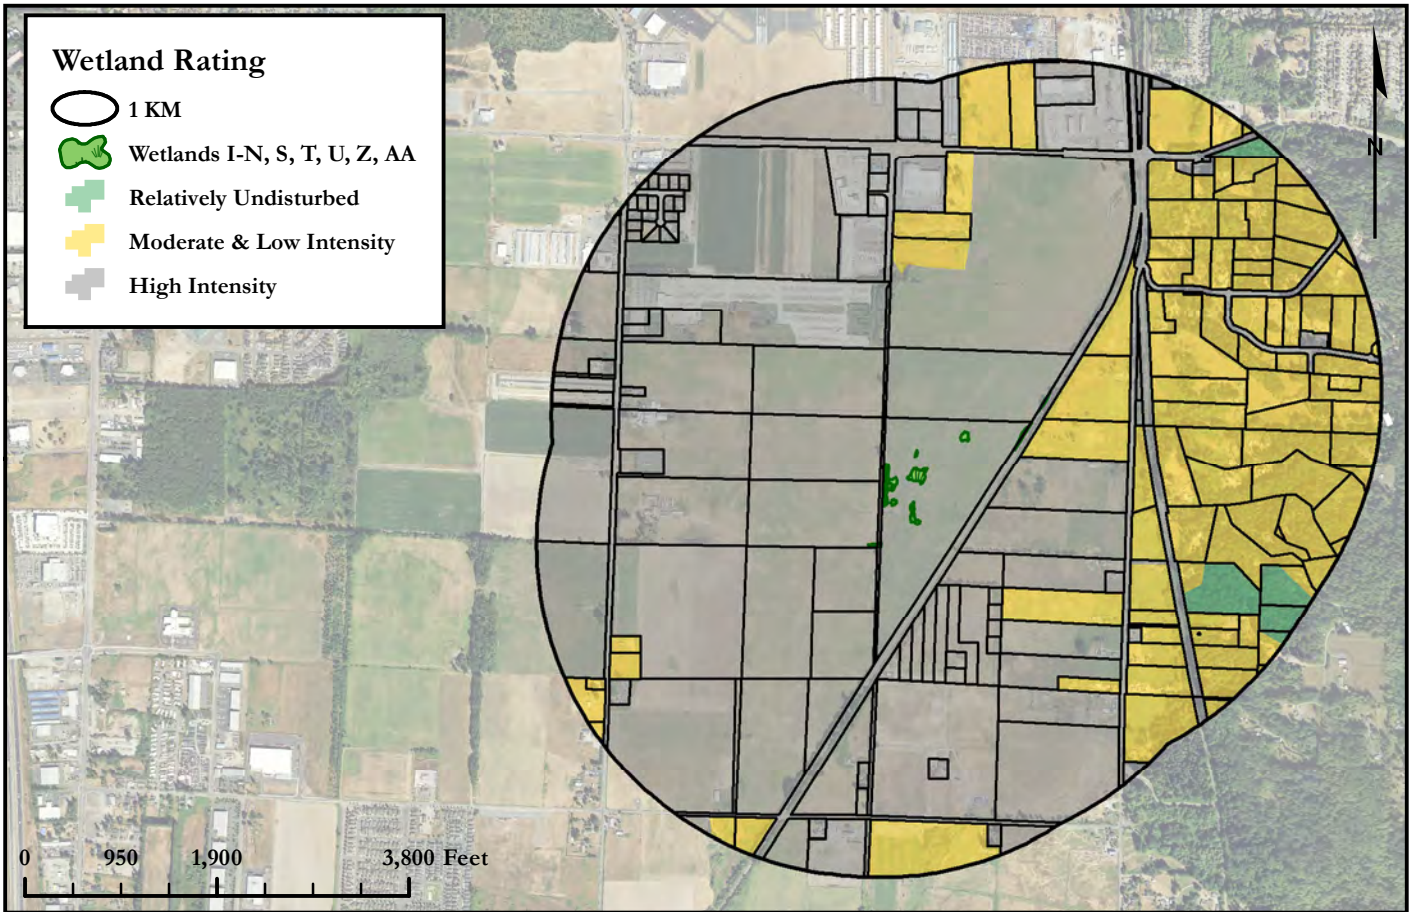 Wetland Rating
1 KM
Wetlands I-N, S, T, U, Z, AA
Relatively Undisturbed
Moderate & Low Intensity
High Intensity
N
0 950 1,900 3,800 Feet